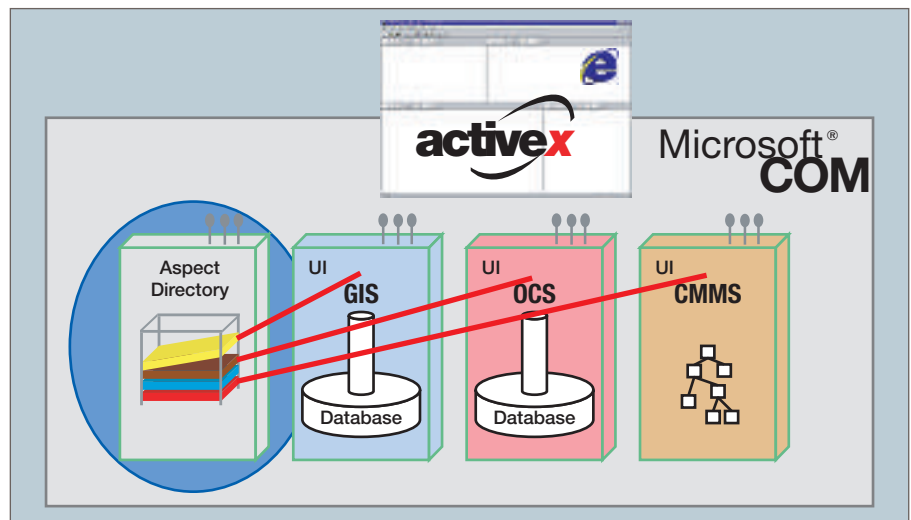 e
activex
Microsoft®
COM
Aspect
Directory
UI
GIS
Database
UI
OCS
Database
UI
CMMS